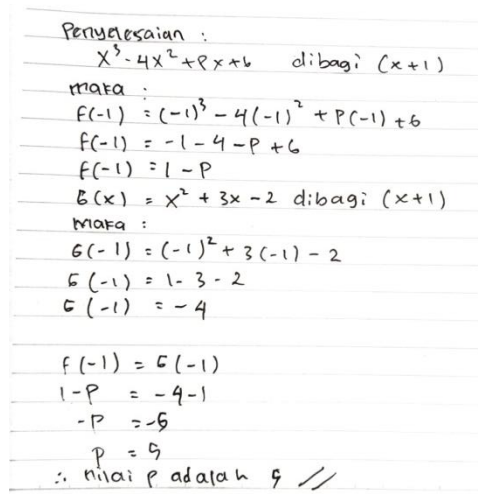 Penyelesaian :
x³ - 4x² + Px + 6 dibagi (x+1)
maka :
f(-1) = (-1)³ - 4(-1)² + P(-1) + 6
f(-1) = -1 - 4 - P + 6
f(-1) = 1 - P
G(x) = x² + 3x - 2 dibagi (x+1)
maka :
G(-1) = (-1)² + 3(-1) - 2
G(-1) = 1 - 3 - 2
G(-1) = -4
f(-1) = G(-1)
1 - P = -4-1
-P = -5
P = 5
∴ nilai P adalah 5 //